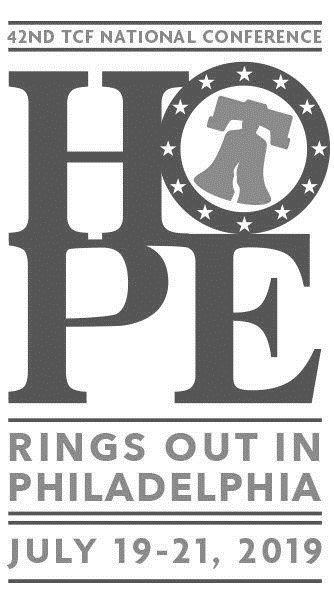 42ND TCF NATIONAL CONFERENCE
HO
PE
RINGS OUT IN
PHILADELPHIA
JULY 19-21, 2019